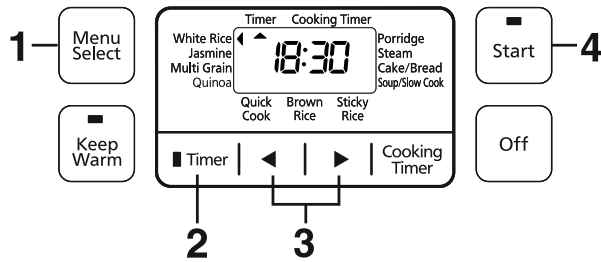 Timer Cooking Timer
1
Menu
Select
White Rice
Jasmine
Multi Grain
Quinoa
18:30
Porridge
Steam
Cake/Bread
Soup/Slow Cook
Start
4
Quick
Cook
Brown
Rice
Sticky
Rice
Keep
Warm
Timer
Cooking
Timer
Off
2
3